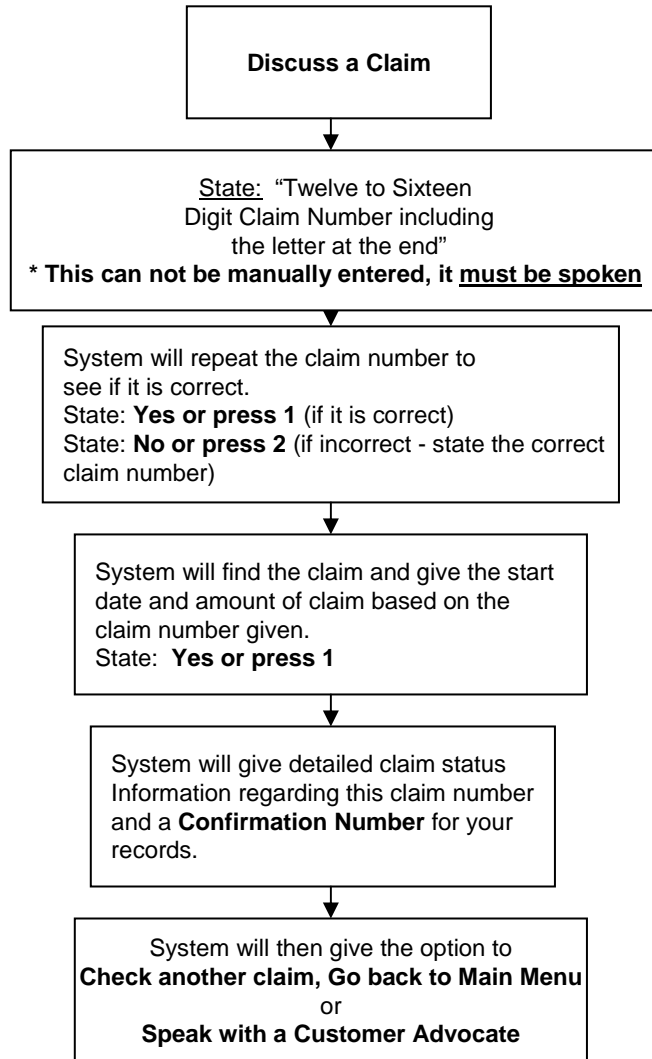 Discuss a Claim
State: “Twelve to Sixteen
Digit Claim Number including
the letter at the end”
* This can not be manually entered, it must be spoken
System will repeat the claim number to
see if it is correct.
State: Yes or press 1 (if it is correct)
State: No or press 2 (if incorrect - state the correct
claim number)
System will find the claim and give the start
date and amount of claim based on the
claim number given.
State: Yes or press 1
System will give detailed claim status
Information regarding this claim number
and a Confirmation Number for your
records.
System will then give the option to
Check another claim, Go back to Main Menu
or
Speak with a Customer Advocate